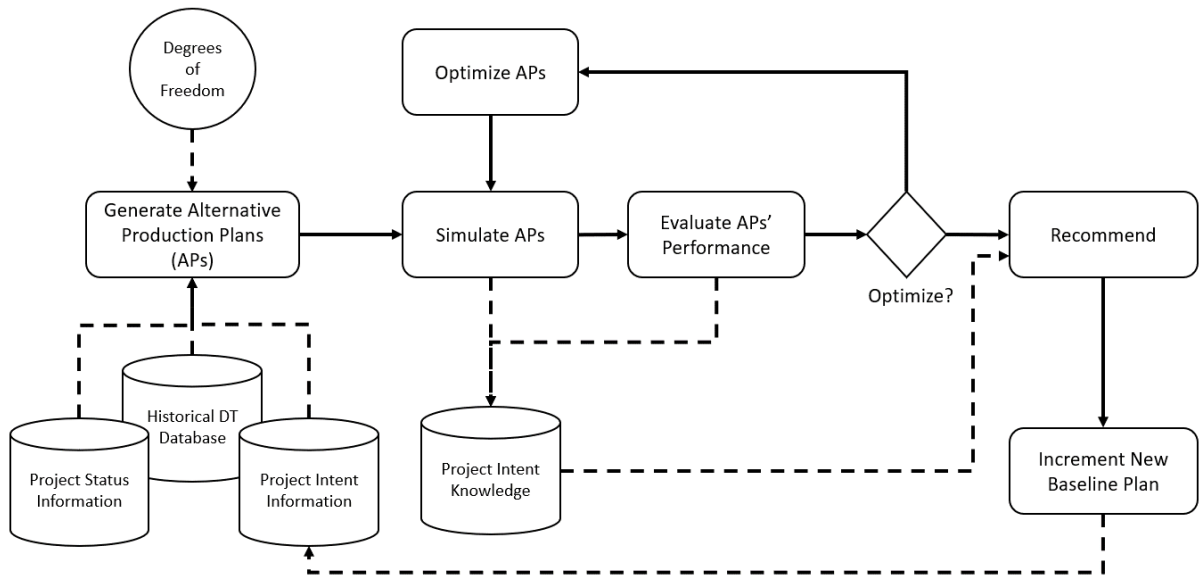 Degrees
of
Freedom
Optimize APs
Generate Alternative
Production Plans
(APs)
Simulate APs
Evaluate APs’
Performance
Optimize?
Recommend
Historical DT
Database
Project Status
Information
Project Intent
Information
Project Intent
Knowledge
Increment New
Baseline Plan